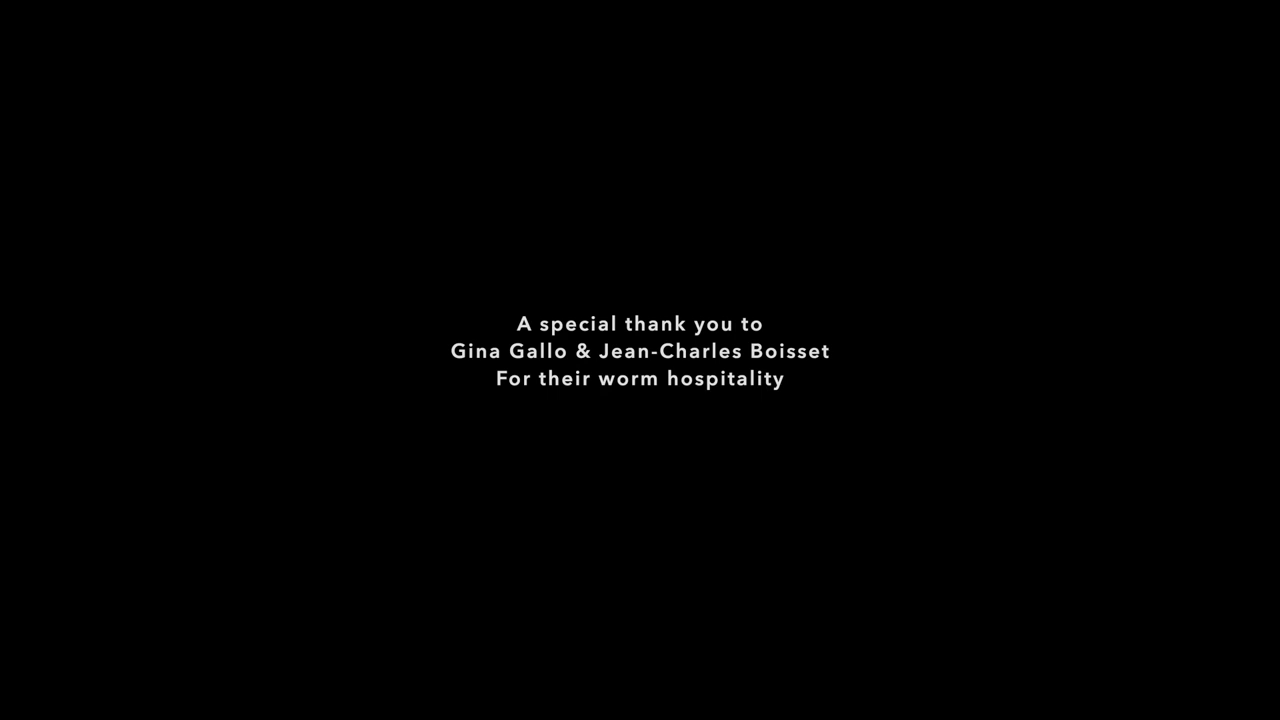 A special thank you to
Gina Gallo & Jean-Charles Boisset
For their worm hospitality